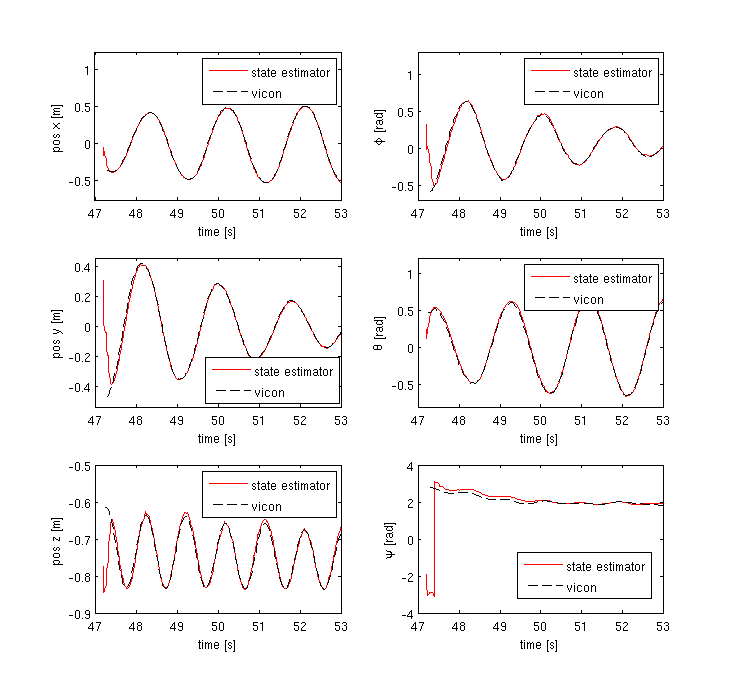 pos x [m]
1
0.5
0
-0.5
state estimator
vicon
47 48 49 50 51 52 53
time [s]
ϕ [rad]
1
0.5
0
-0.5
state estimator
vicon
47 48 49 50 51 52 53
time [s]
pos y [m]
0.4
0.2
0
-0.2
-0.4
state estimator
vicon
47 48 49 50 51 52 53
time [s]
θ [rad]
1
0.5
0
-0.5
state estimator
vicon
47 48 49 50 51 52 53
time [s]
pos z [m]
-0.5
-0.6
-0.7
-0.8
-0.9
state estimator
vicon
47 48 49 50 51 52 53
time [s]
Ψ [rad]
4
2
0
-2
-4
state estimator
vicon
47 48 49 50 51 52 53
time [s]